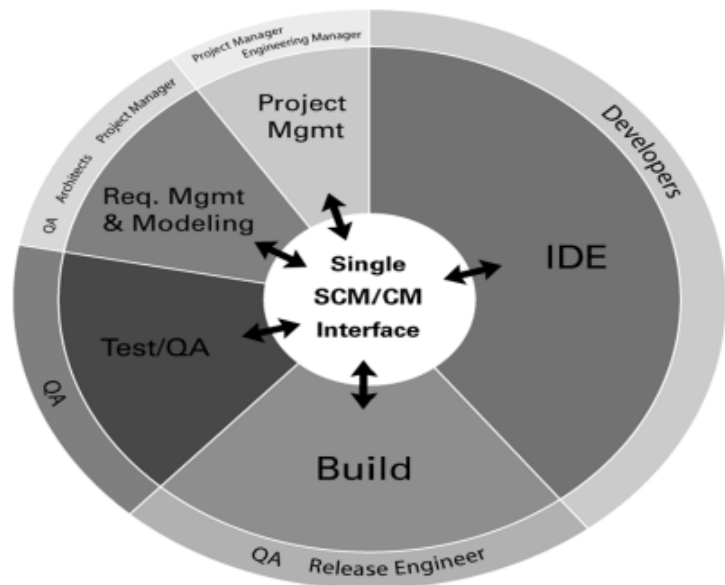 Project Manager
Engineering Manager
Project
Mgmt
Developers
QA Architects Project Manager
Req. Mgmt
& Modeling
Single
SCM/CM
Interface
IDE
Test/QA
QA
Build
QA Release Engineer